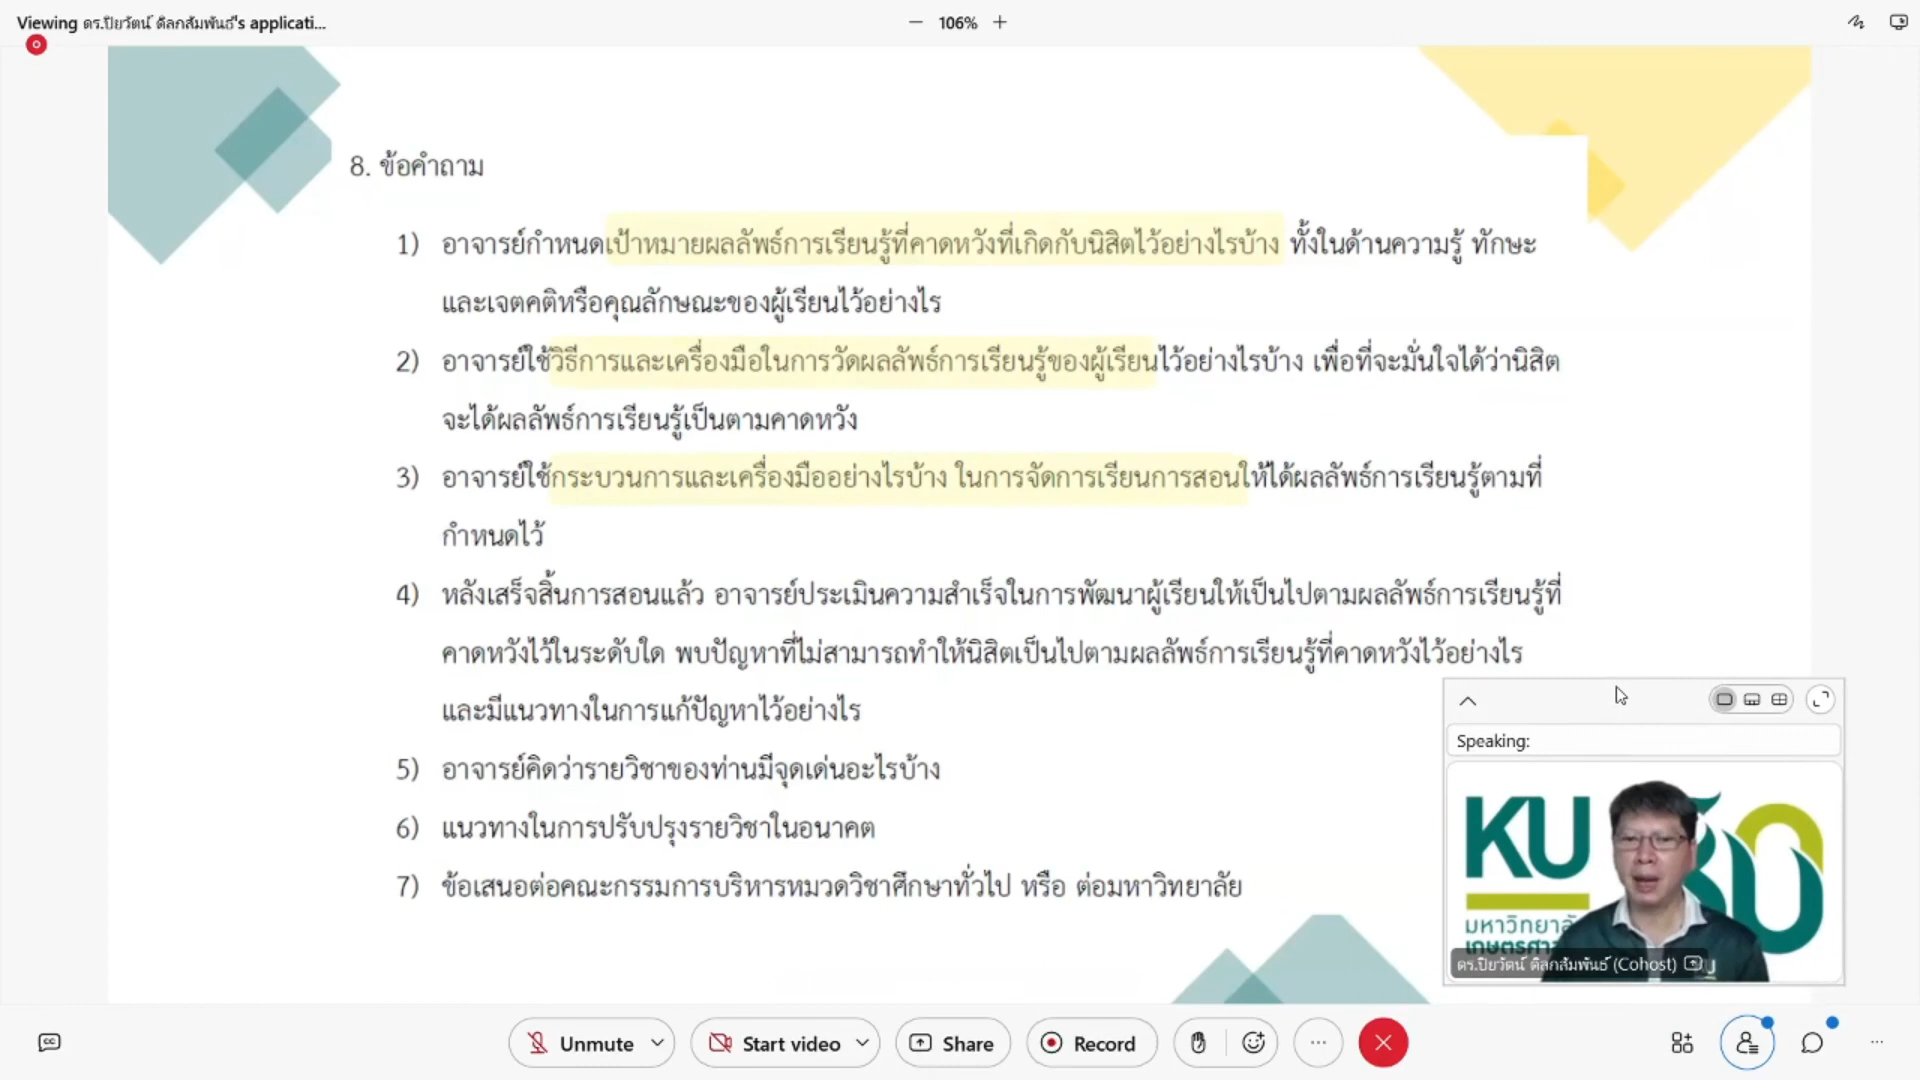 Viewing ดร.ปิยวัตน์ ดิลกสัมพันธ์'s applicati...
106%
8. ข้อคำถาม
1) อาจารย์กำหนดเป้าหมายผลลัพธ์การเรียนรู้ที่คาดหวังที่เกิดกับนิสิตไว้อย่างไรบ้าง ทั้งในด้านความรู้ ทักษะ
และเจตคติหรือคุณลักษณะของผู้เรียนไว้อย่างไร
2) อาจารย์ใช้วิธีการและเครื่องมือในการวัดผลลัพธ์การเรียนรู้ของผู้เรียนไว้อย่างไรบ้าง เพื่อที่จะมั่นใจได้ว่านิสิต
จะได้ผลลัพธ์การเรียนรู้เป็นตามคาดหวัง
3) อาจารย์ใช้กระบวนการและเครื่องมืออย่างไรบ้าง ในการจัดการเรียนการสอนให้ได้ผลลัพธ์การเรียนรู้ตามที่
กำหนดไว้
4) หลังเสร็จสิ้นการสอนแล้ว อาจารย์ประเมินความสำเร็จในการพัฒนาผู้เรียนให้เป็นไปตามผลลัพธ์การเรียนรู้ที่
คาดหวังไว้ในระดับใด พบปัญหาที่ไม่สามารถทำให้นิสิตเป็นไปตามผลลัพธ์การเรียนรู้ที่คาดหวังไว้อย่างไร
และมีแนวทางในการแก้ปัญหาไว้อย่างไร
5) อาจารย์คิดว่ารายวิชาของท่านมีจุดเด่นอะไรบ้าง
6) แนวทางในการปรับปรุงรายวิชาในอนาคต
7) ข้อเสนอต่อคณะกรรมการบริหารหมวดวิชาศึกษาทั่วไป หรือ ต่อมหาวิทยาลัย
Speaking:
KU 80
ดร.ปิยวัตน์ ดิลกสัมพันธ์ (Cohost)
Unmute
Start video
Share
Record